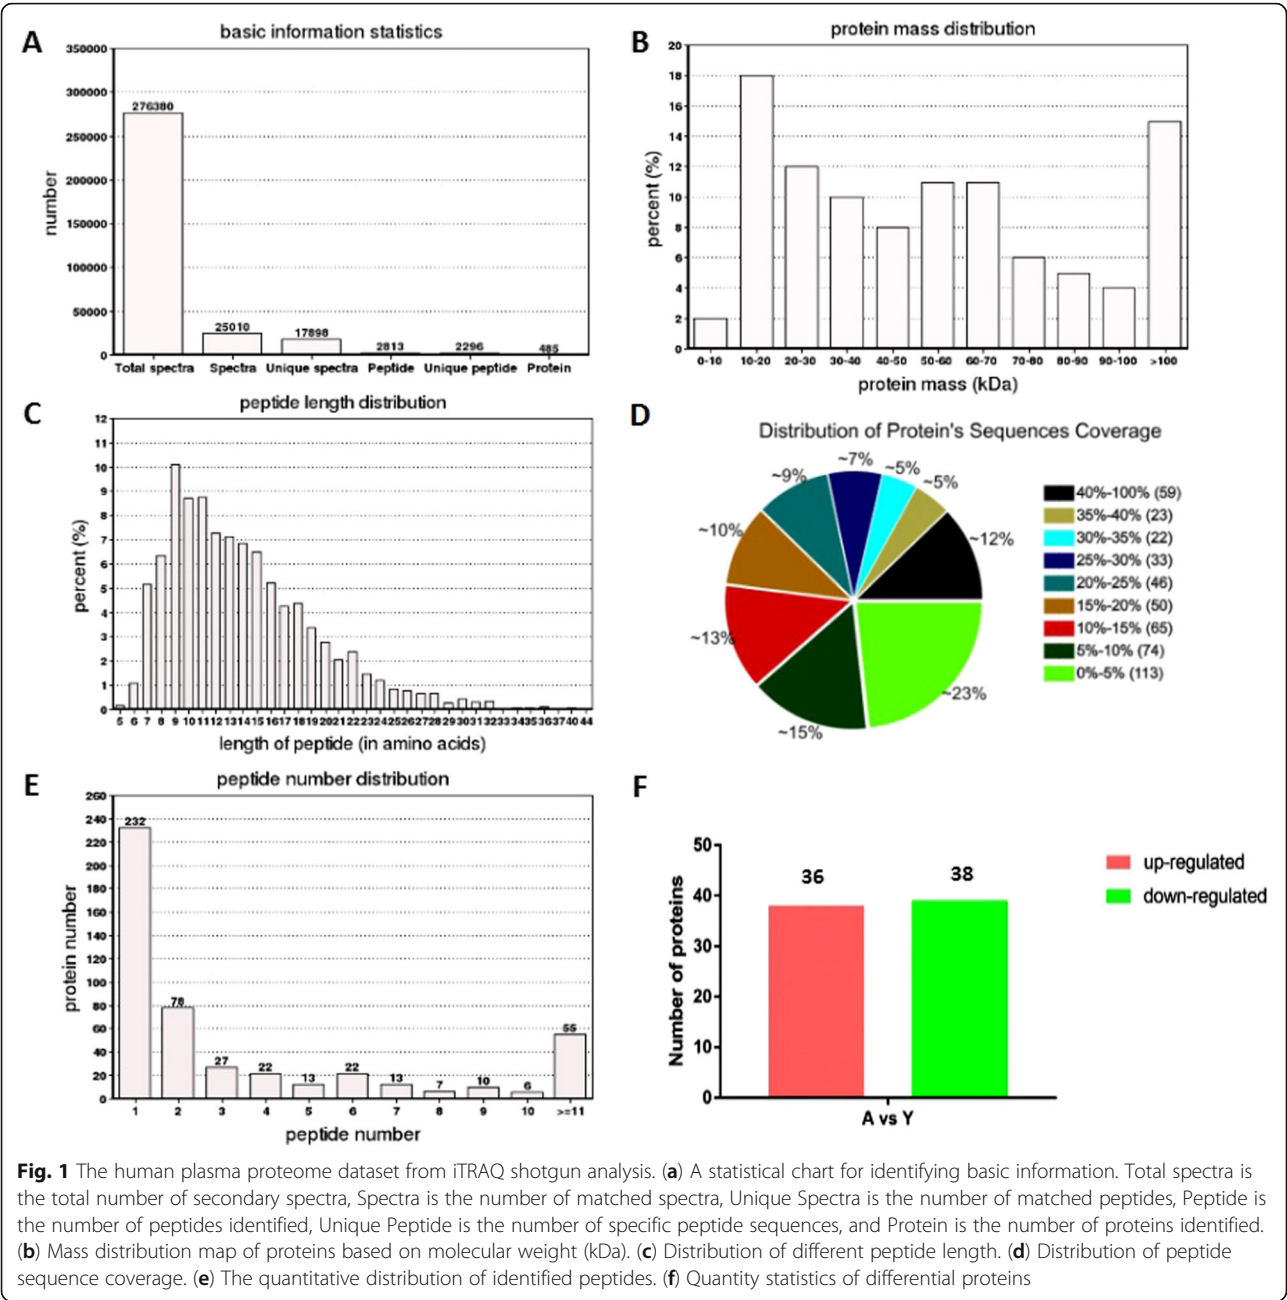 A
basic information statistics
350000
300000
250000
200000
150000
100000
50000
0
number
276380
25010
17898
2813
2296
485
Total spectra Spectra Unique spectra Peptide Unique peptide Protein
B
protein mass distribution
20
18
16
14
12
10
8
6
4
2
0
percent (%)
0-10 10-20 20-30 30-40 40-50 50-60 60-70 70-80 80-90 90-100 >100
protein mass (kDa)
C
peptide length distribution
12
11
10
9
8
7
6
5
4
3
2
1
0
percent (%)
5 6 7 8 9 10 11 12 13 14 15 16 17 18 19 20 21 22 23 24 25 26 27 28 29 30 31 32 33 34 35 36 37 40 44
length of peptide (in amino acids)
D
Distribution of Protein's Sequences Coverage
~7%
~5%
~5%
~9%
~10%
~12%
~13%
~23%
~15%
40%-100% (59)
35%-40% (23)
30%-35% (22)
25%-30% (33)
20%-25% (46)
15%-20% (50)
10%-15% (65)
5%-10% (74)
0%-5% (113)
E
peptide number distribution
260
240
220
200
180
160
140
120
100
80
60
40
20
0
protein number
232
78
27
22
13
22
13
7
10
6
55
1 2 3 4 5 6 7 8 9 10 >=11
peptide number
F
50
40
30
20
10
0
Number of proteins
36
38
A vs Y
up-regulated
down-regulated
Fig. 1 The human plasma proteome dataset from iTRAQ shotgun analysis. (a) A statistical chart for identifying basic information. Total spectra is
the total number of secondary spectra, Spectra is the number of matched spectra, Unique Spectra is the number of matched peptides, Peptide is
the number of peptides identified, Unique Peptide is the number of specific peptide sequences, and Protein is the number of proteins identified.
(b) Mass distribution map of proteins based on molecular weight (kDa). (c) Distribution of different peptide length. (d) Distribution of peptide
sequence coverage. (e) The quantitative distribution of identified peptides. (f) Quantity statistics of differential proteins